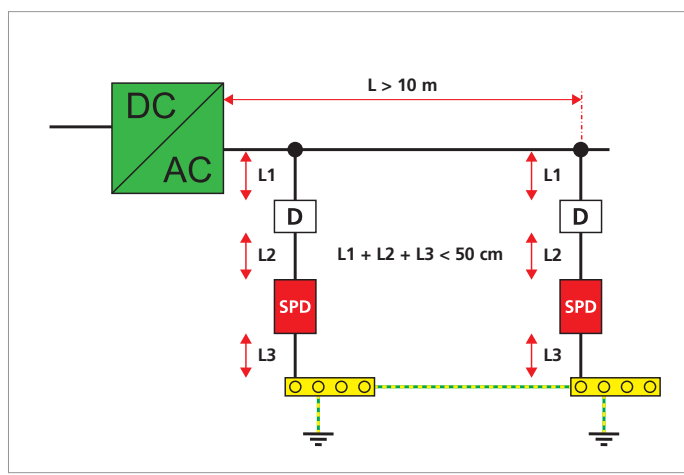 L > 10 m
DC
AC
L1
L1
D
D
L2
L1 + L2 + L3 < 50 cm
L2
SPD
SPD
L3
L3